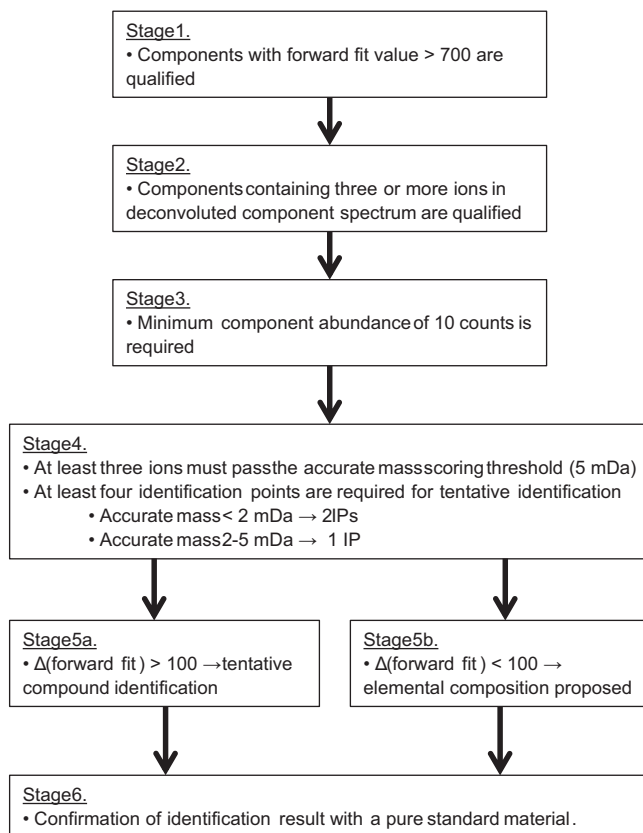 Stage1.
• Components with forward fit value > 700 are
qualified
Stage2.
• Components containing three or more ions in
deconvoluted component spectrum are qualified
Stage3.
• Minimum component abundance of 10 counts is
required
Stage4.
• At least three ions must pass the accurate mass scoring threshold (5 mDa)
• At least four identification points are required for tentative identification
• Accurate mass < 2 mDa → 2IPs
• Accurate mass 2-5 mDa → 1 IP
Stage5a.
• Δ(forward fit) > 100 → tentative
compound identification
Stage5b.
• Δ(forward fit) < 100 →
elemental composition proposed
Stage6.
• Confirmation of identification result with a pure standard material.